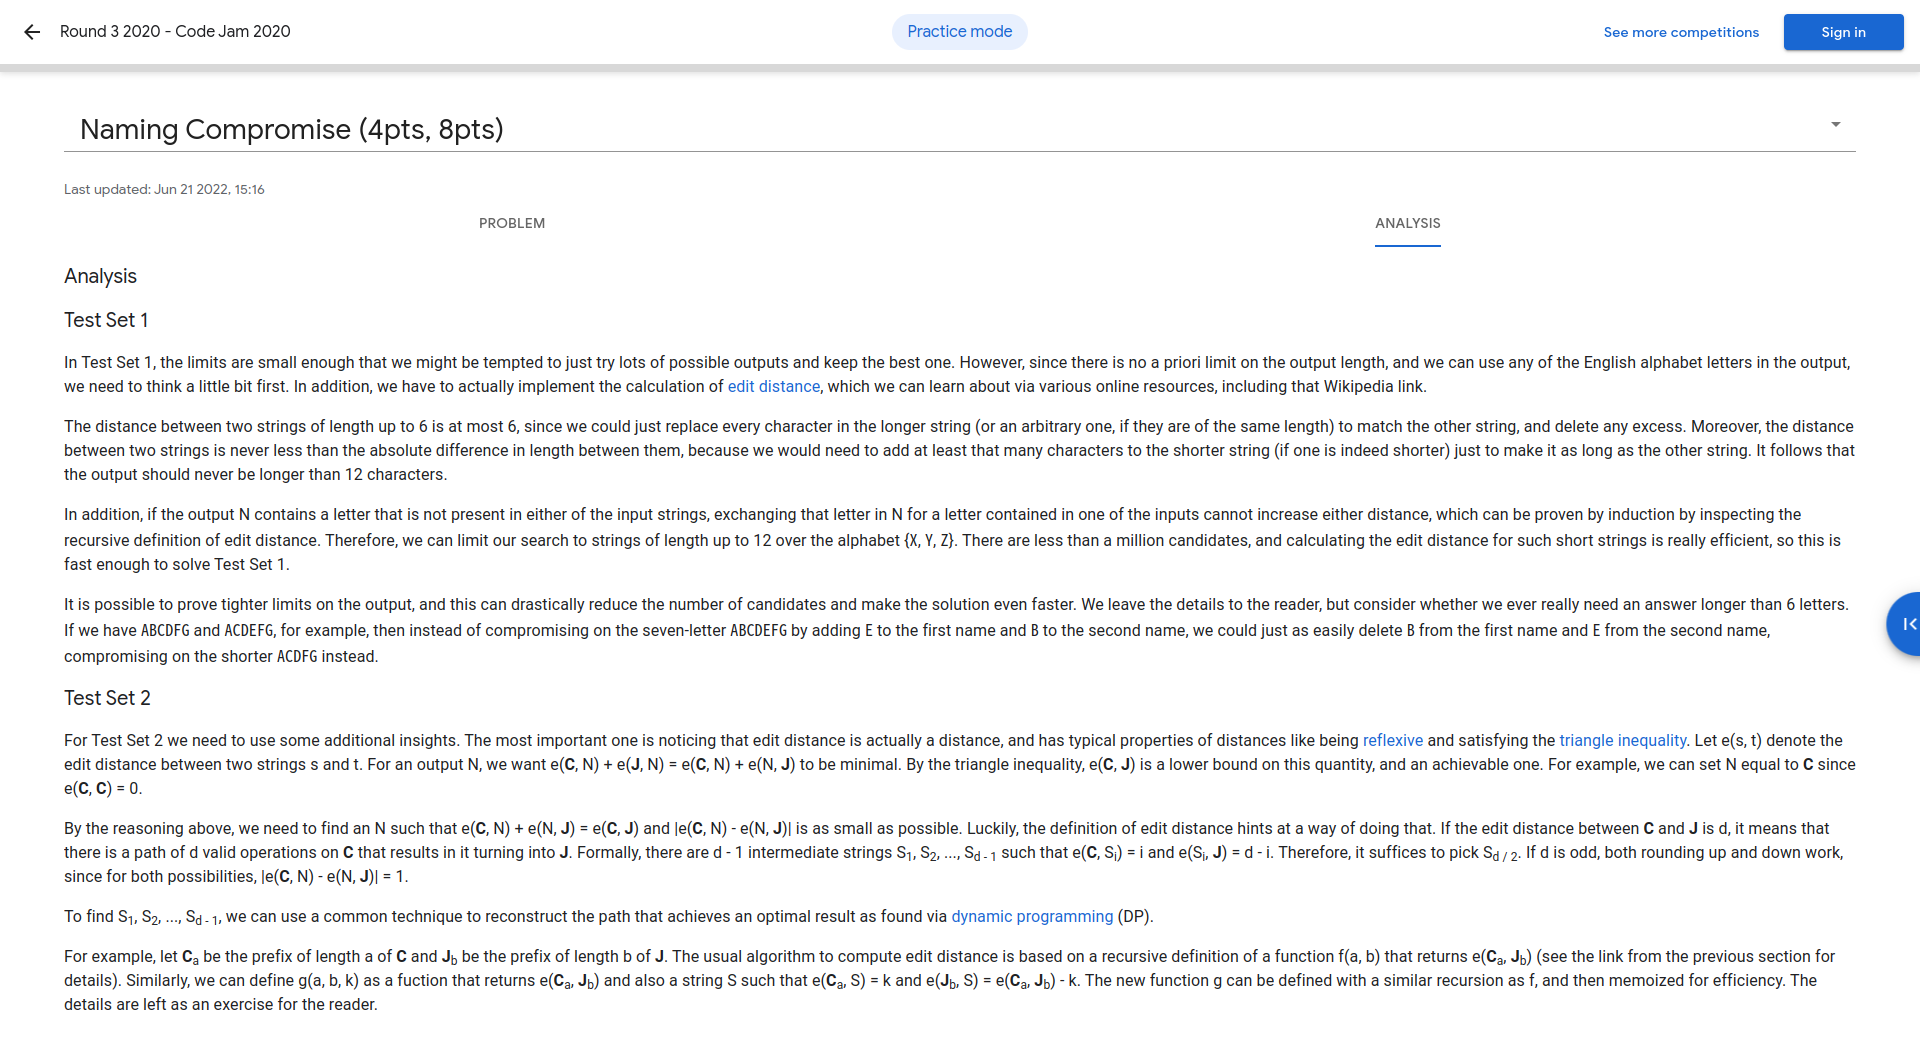 Round 3 2020 - Code Jam 2020
Practice mode
See more competitions
Sign in
Naming Compromise (4pts, 8pts)
Last updated: Jun 21 2022, 15:16
PROBLEM
ANALYSIS
Analysis
Test Set 1
In Test Set 1, the limits are small enough that we might be tempted to just try lots of possible outputs and keep the best one. However, since there is no a priori limit on the output length, and we can use any of the English alphabet letters in the output,
we need to think a little bit first. In addition, we have to actually implement the calculation of edit distance, which we can learn about via various online resources, including that Wikipedia link.
The distance between two strings of length up to 6 is at most 6, since we could just replace every character in the longer string (or an arbitrary one, if they are of the same length) to match the other string, and delete any excess. Moreover, the distance
between two strings is never less than the absolute difference in length between them, because we would need to add at least that many characters to the shorter string (if one is indeed shorter) just to make it as long as the other string. It follows that
the output should never be longer than 12 characters.
In addition, if the output N contains a letter that is not present in either of the input strings, exchanging that letter in N for a letter contained in one of the inputs cannot increase either distance, which can be proven by induction by inspecting the
recursive definition of edit distance. Therefore, we can limit our search to strings of length up to 12 over the alphabet {X, Y, Z}. There are less than a million candidates, and calculating the edit distance for such short strings is really efficient, so this is
fast enough to solve Test Set 1.
It is possible to prove tighter limits on the output, and this can drastically reduce the number of candidates and make the solution even faster. We leave the details to the reader, but consider whether we ever really need an answer longer than 6 letters.
If we have ABCDFG and ACDEFG, for example, then instead of compromising on the seven-letter ABCDEFG by adding E to the first name and B to the second name, we could just as easily delete B from the first name and E from the second name,
compromising on the shorter ACDFG instead.
Test Set 2
For Test Set 2 we need to use some additional insights. The most important one is noticing that edit distance is actually a distance, and has typical properties of distances like being reflexive and satisfying the triangle inequality. Let e(s, t) denote the
edit distance between two strings s and t. For an output N, we want e(C, N) + e(J, N) = e(C, N) + e(N, J) to be minimal. By the triangle inequality, e(C, J) is a lower bound on this quantity, and an achievable one. For example, we can set N equal to C since
e(C, C) = 0.
By the reasoning above, we need to find an N such that e(C, N) + e(N, J) = e(C, J) and |e(C, N) - e(N, J)| is as small as possible. Luckily, the definition of edit distance hints at a way of doing that. If the edit distance between C and J is d, it means that
there is a path of d valid operations on C that results in it turning into J. Formally, there are d - 1 intermediate strings S1, S2, ..., Sd - 1 such that e(C, Si) = i and e(Si, J) = d - i. Therefore, it suffices to pick Sd / 2. If d is odd, both rounding up and down work,
since for both possibilities, |e(C, N) - e(N, J)| = 1.
To find S1, S2, ..., Sd - 1, we can use a common technique to reconstruct the path that achieves an optimal result as found via dynamic programming (DP).
For example, let Ca be the prefix of length a of C and Jb be the prefix of length b of J. The usual algorithm to compute edit distance is based on a recursive definition of a function f(a, b) that returns e(Ca, Jb) (see the link from the previous section for
details). Similarly, we can define g(a, b, k) as a fuction that returns e(Ca, Jb) and also a string S such that e(Ca, S) = k and e(Jb, S) = e(Ca, Jb) - k. The new function g can be defined with a similar recursion as f, and then memoized for efficiency. The
details are left as an exercise for the reader.